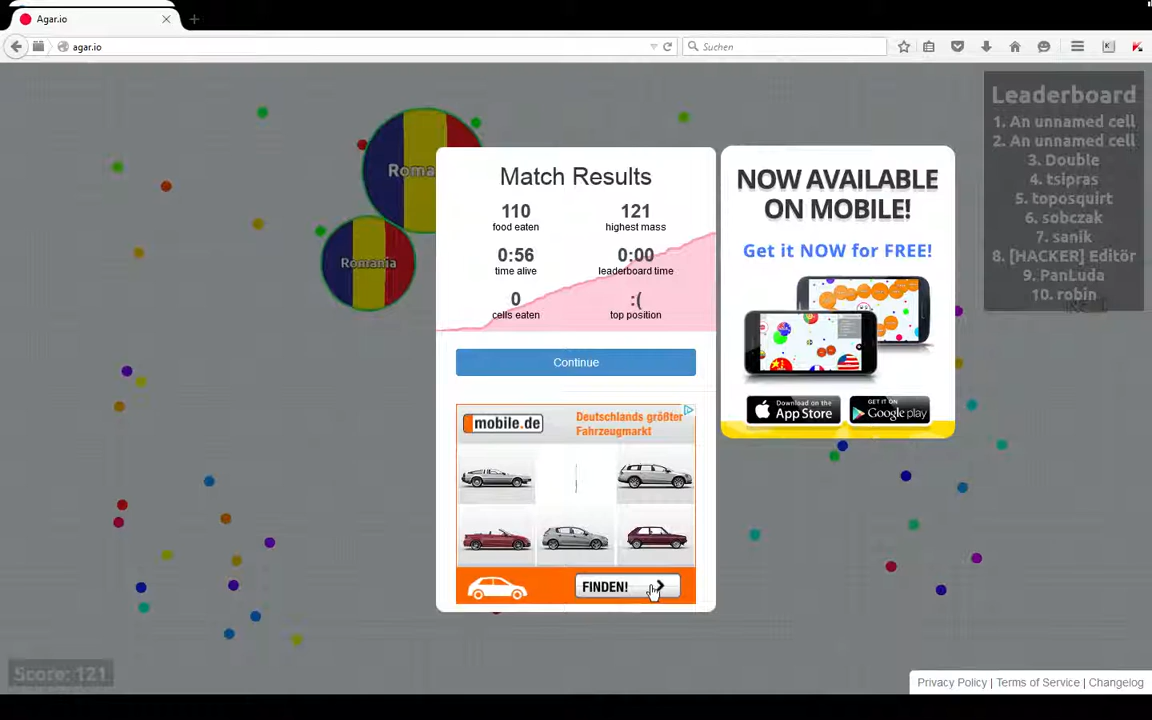 Agar.io
agar.io
Suchen
Leaderboard
1. An unnamed cell
2. An unnamed cell
3. Double
4. tsipras
5. toposquirt
6. sobczak
7. sanik
8. [HACKER] Editör
9. PanLuda
10. robin
Romania
Match Results
110
food eaten
121
highest mass
0:56
time alive
0:00
leaderboard time
0
cells eaten
:(
top position
Continue
mobile.de
Deutschlands größter
Fahrzeugmarkt
FINDEN!
NOW AVAILABLE
ON MOBILE!
Get it NOW for FREE!
Download on the
App Store
GET IT ON
Google play
Score: 121
Privacy Policy | Terms of Service | Changelog